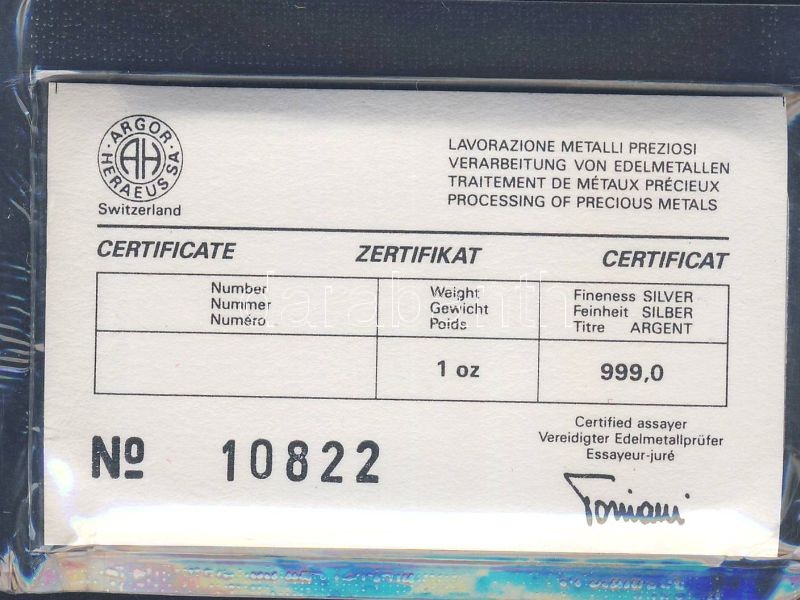 · ARGOR ·
HERAEUS SA
AH
Switzerland
LAVORAZIONE METALLI PREZIOSI
VERARBEITUNG VON EDELMETALLEN
TRAITEMENT DE MÉTAUX PRÉCIEUX
PROCESSING OF PRECIOUS METALS
CERTIFICATE ZERTIFIKAT CERTIFICAT
Number
Nummer
Numéro
Weight
Gewicht
Poids
Fineness SILVER
Feinheit SILBER
Titre ARGENT
1 oz
999,0
Nº 10822
Certified assayer
Vereidigter Edelmetallprüfer
Essayeur-juré